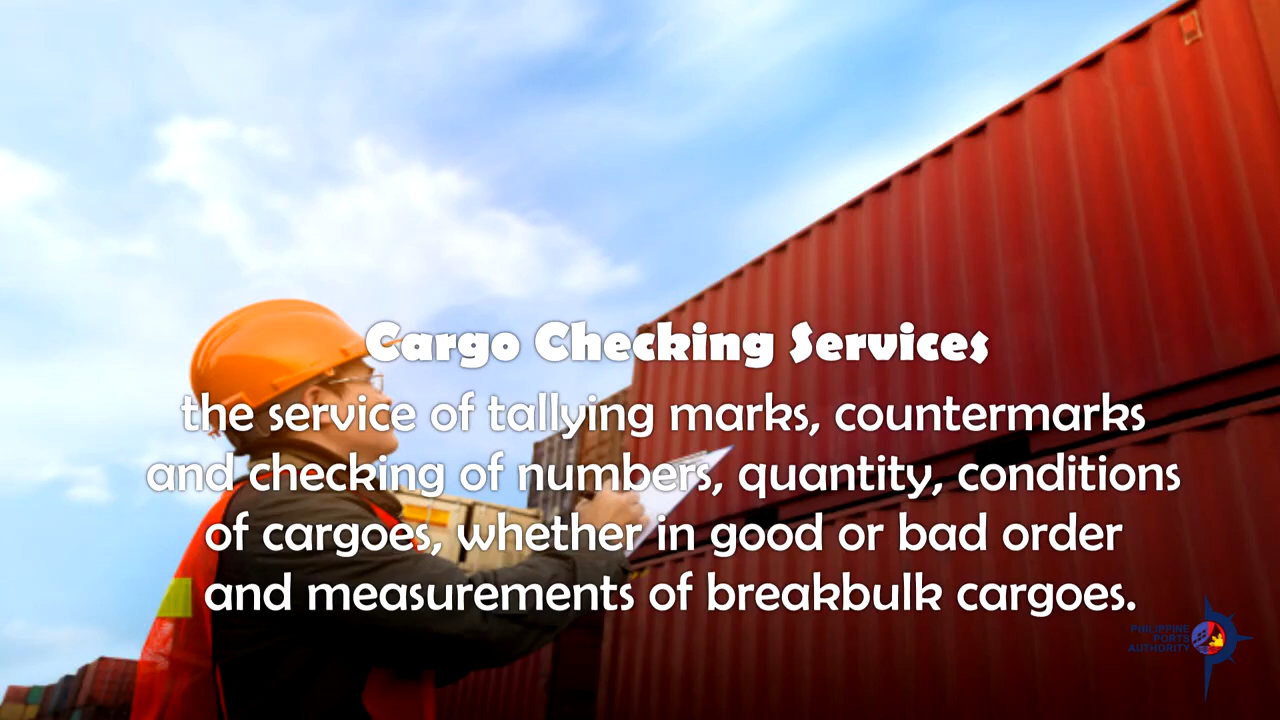 Cargo Checking Services
the service of tallying marks, countermarks
and checking of numbers, quantity, conditions
of cargoes, whether in good or bad order
and measurements of breakbulk cargoes.
PHILIPPINE
PORTS
AUTHORITY